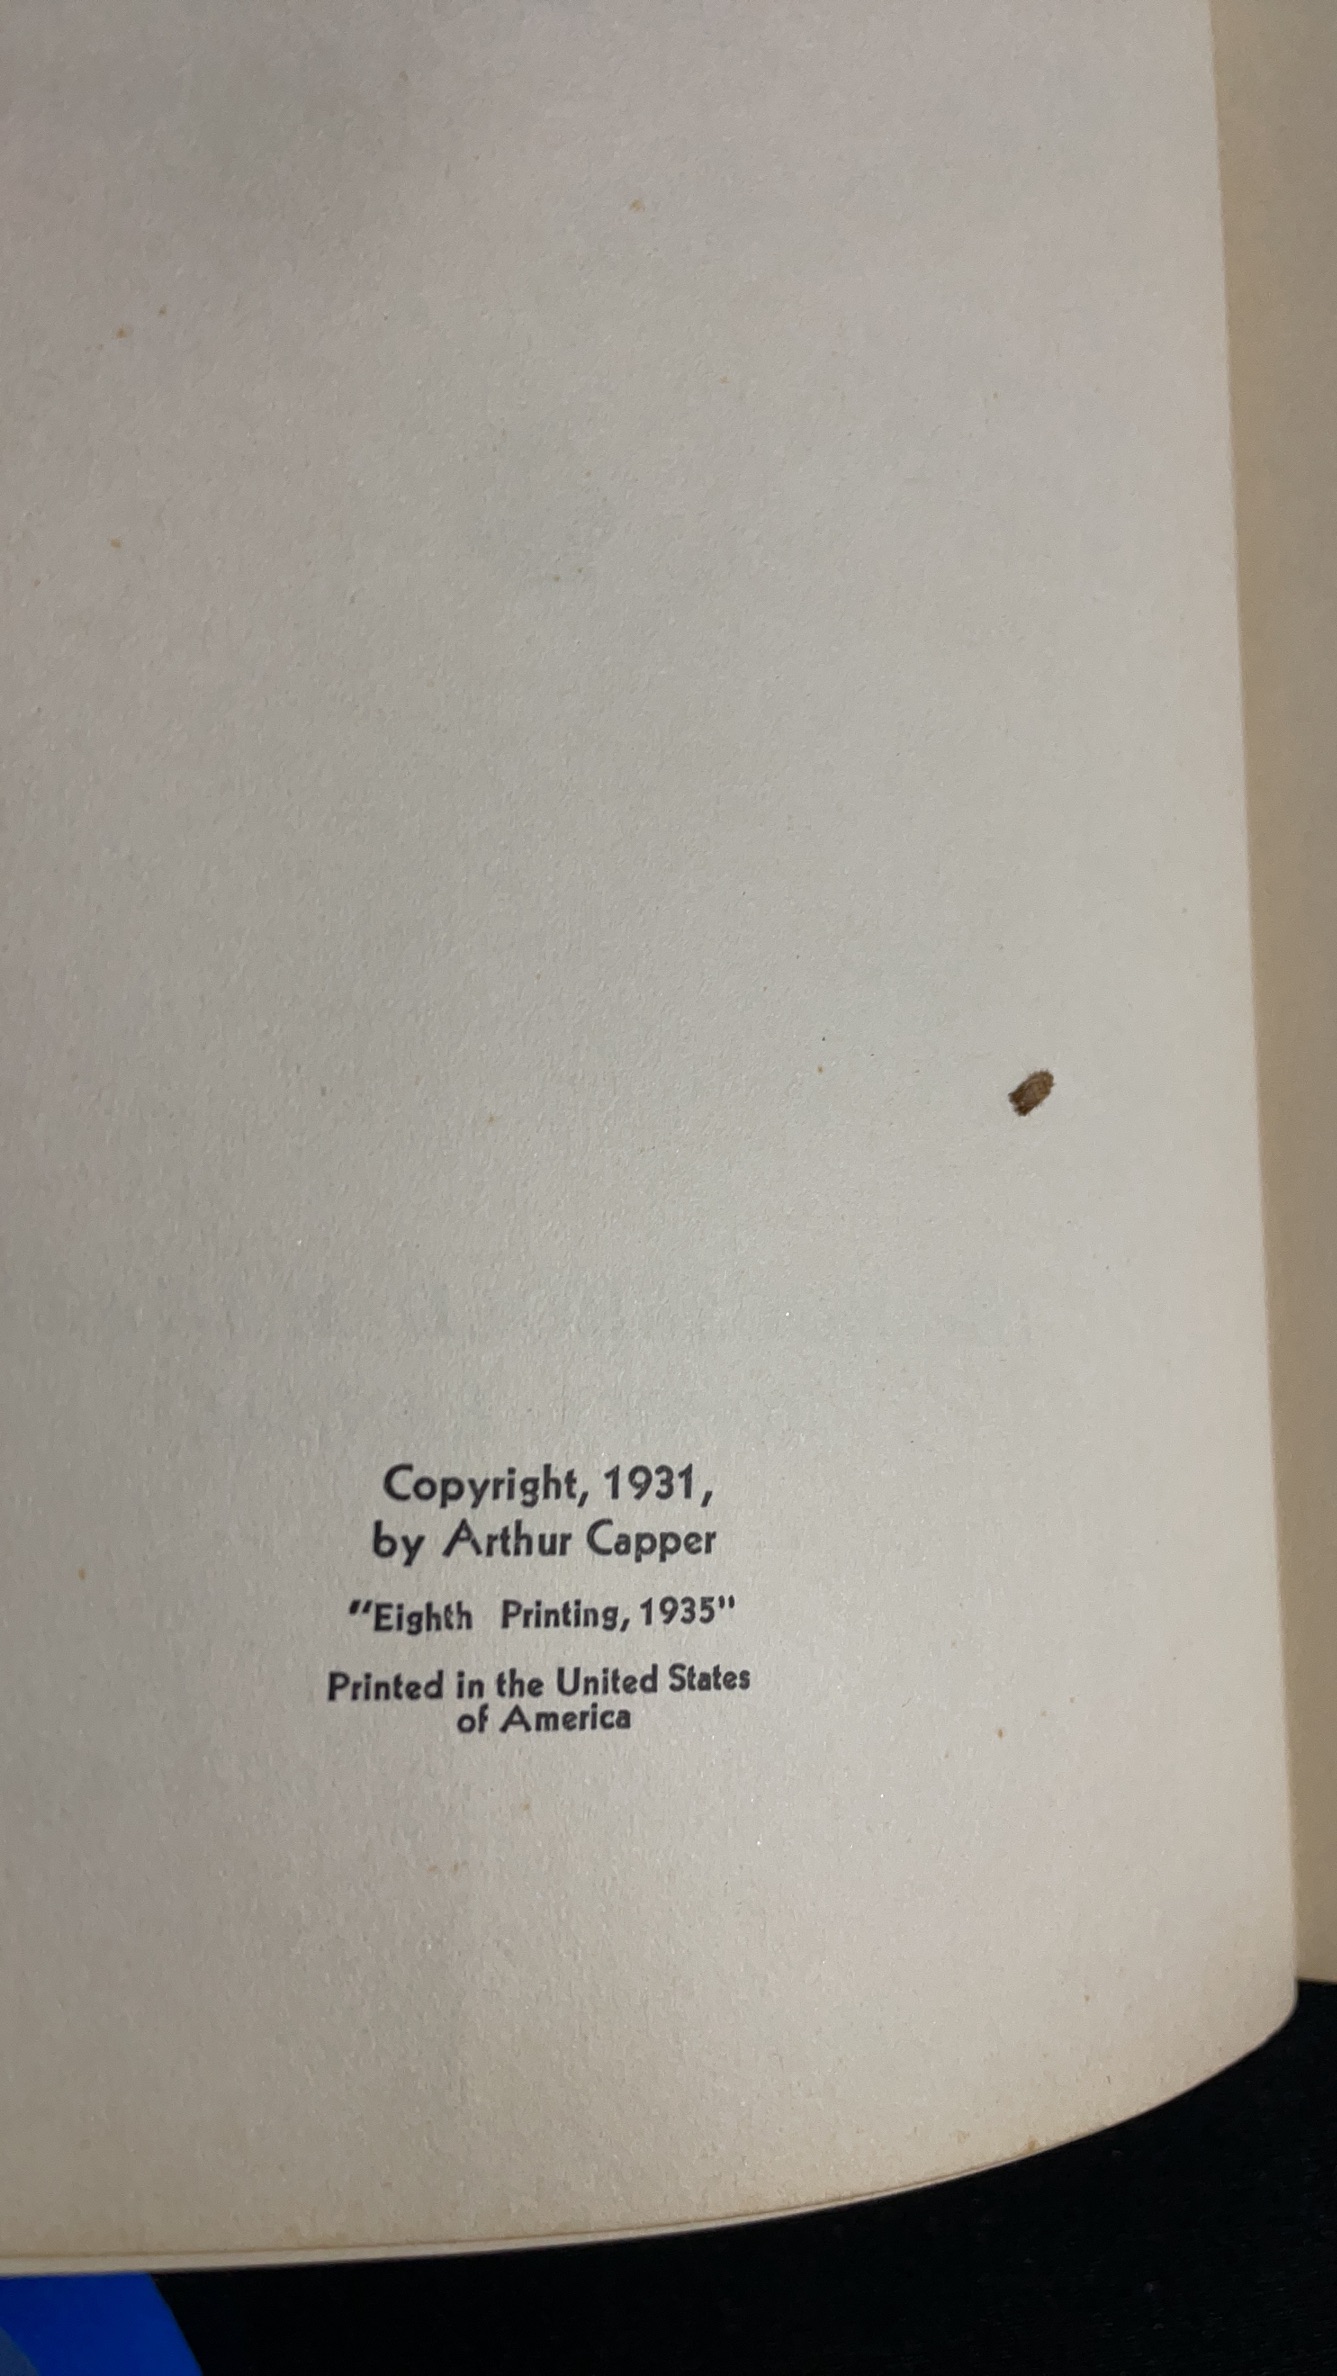 Copyright, 1931,
by Arthur Capper
"Eighth Printing, 1935"
Printed in the United States
of America